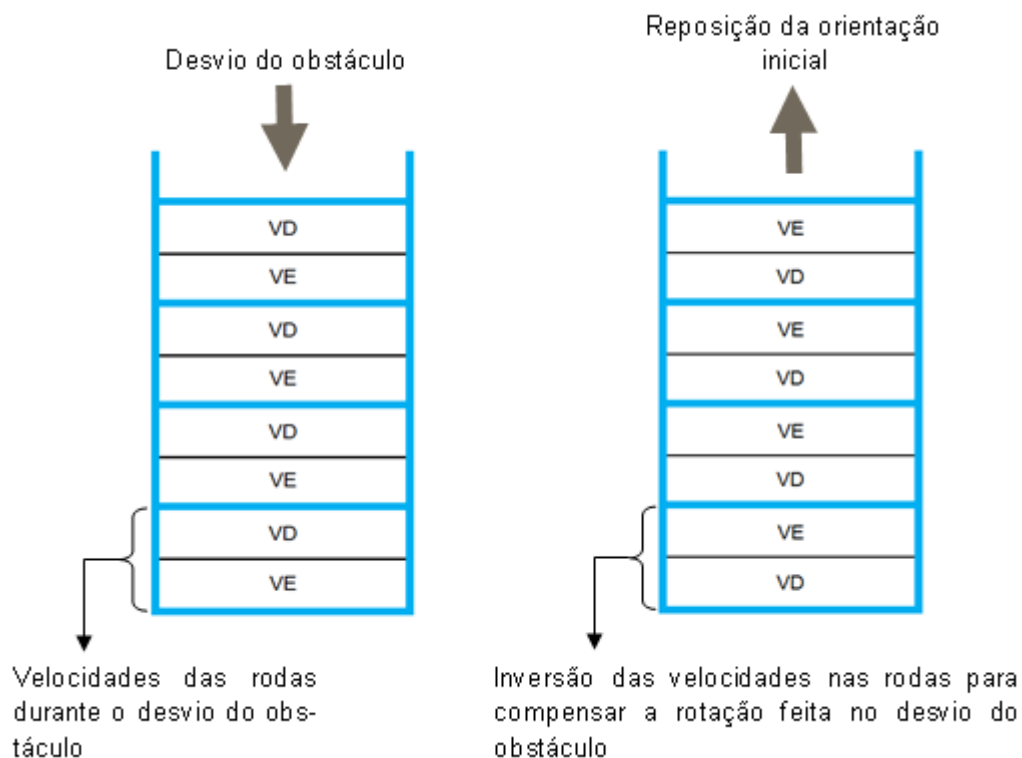 Desvio do obstáculo
Reposição da orientação
inicial
VD
VE
VD
VE
VD
VE
VD
VE
VE
VD
VE
VD
VE
VD
VE
VD
Velocidades das rodas
durante o desvio do obs-
táculo
Inversão das velocidades nas rodas para
compensar a rotação feita no desvio do
obstáculo